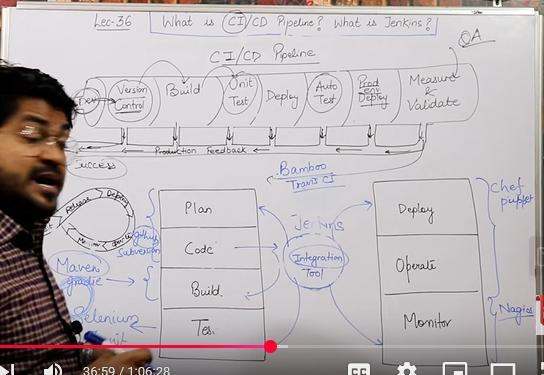 Lec-36
What is CI/CD Pipeline? What is Jenkins?
QA
CI/CD Pipeline
Dev
Version
Control
Build
Unit
Test
Deploy
Auto
Test
Prod
env
Deploy
Measure
&
Validate
Production Feedback
Success
Bamboo
Travis CI
Release
Deploy
Plan
Code
Build
Test
github
subversion
Maven
gradle
Selenium
Jenkins
Integration
Tool
Deploy
Operate
Monitor
Chef
puppet
Nagios
36:59 / 1:06:28
CC